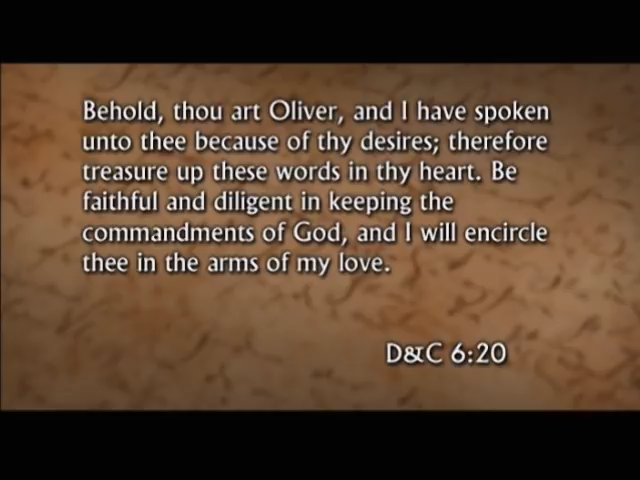 Behold, thou art Oliver, and I have spoken
unto thee because of thy desires; therefore
treasure up these words in thy heart. Be
faithful and diligent in keeping the
commandments of God, and I will encircle
thee in the arms of my love.
D&C 6:20